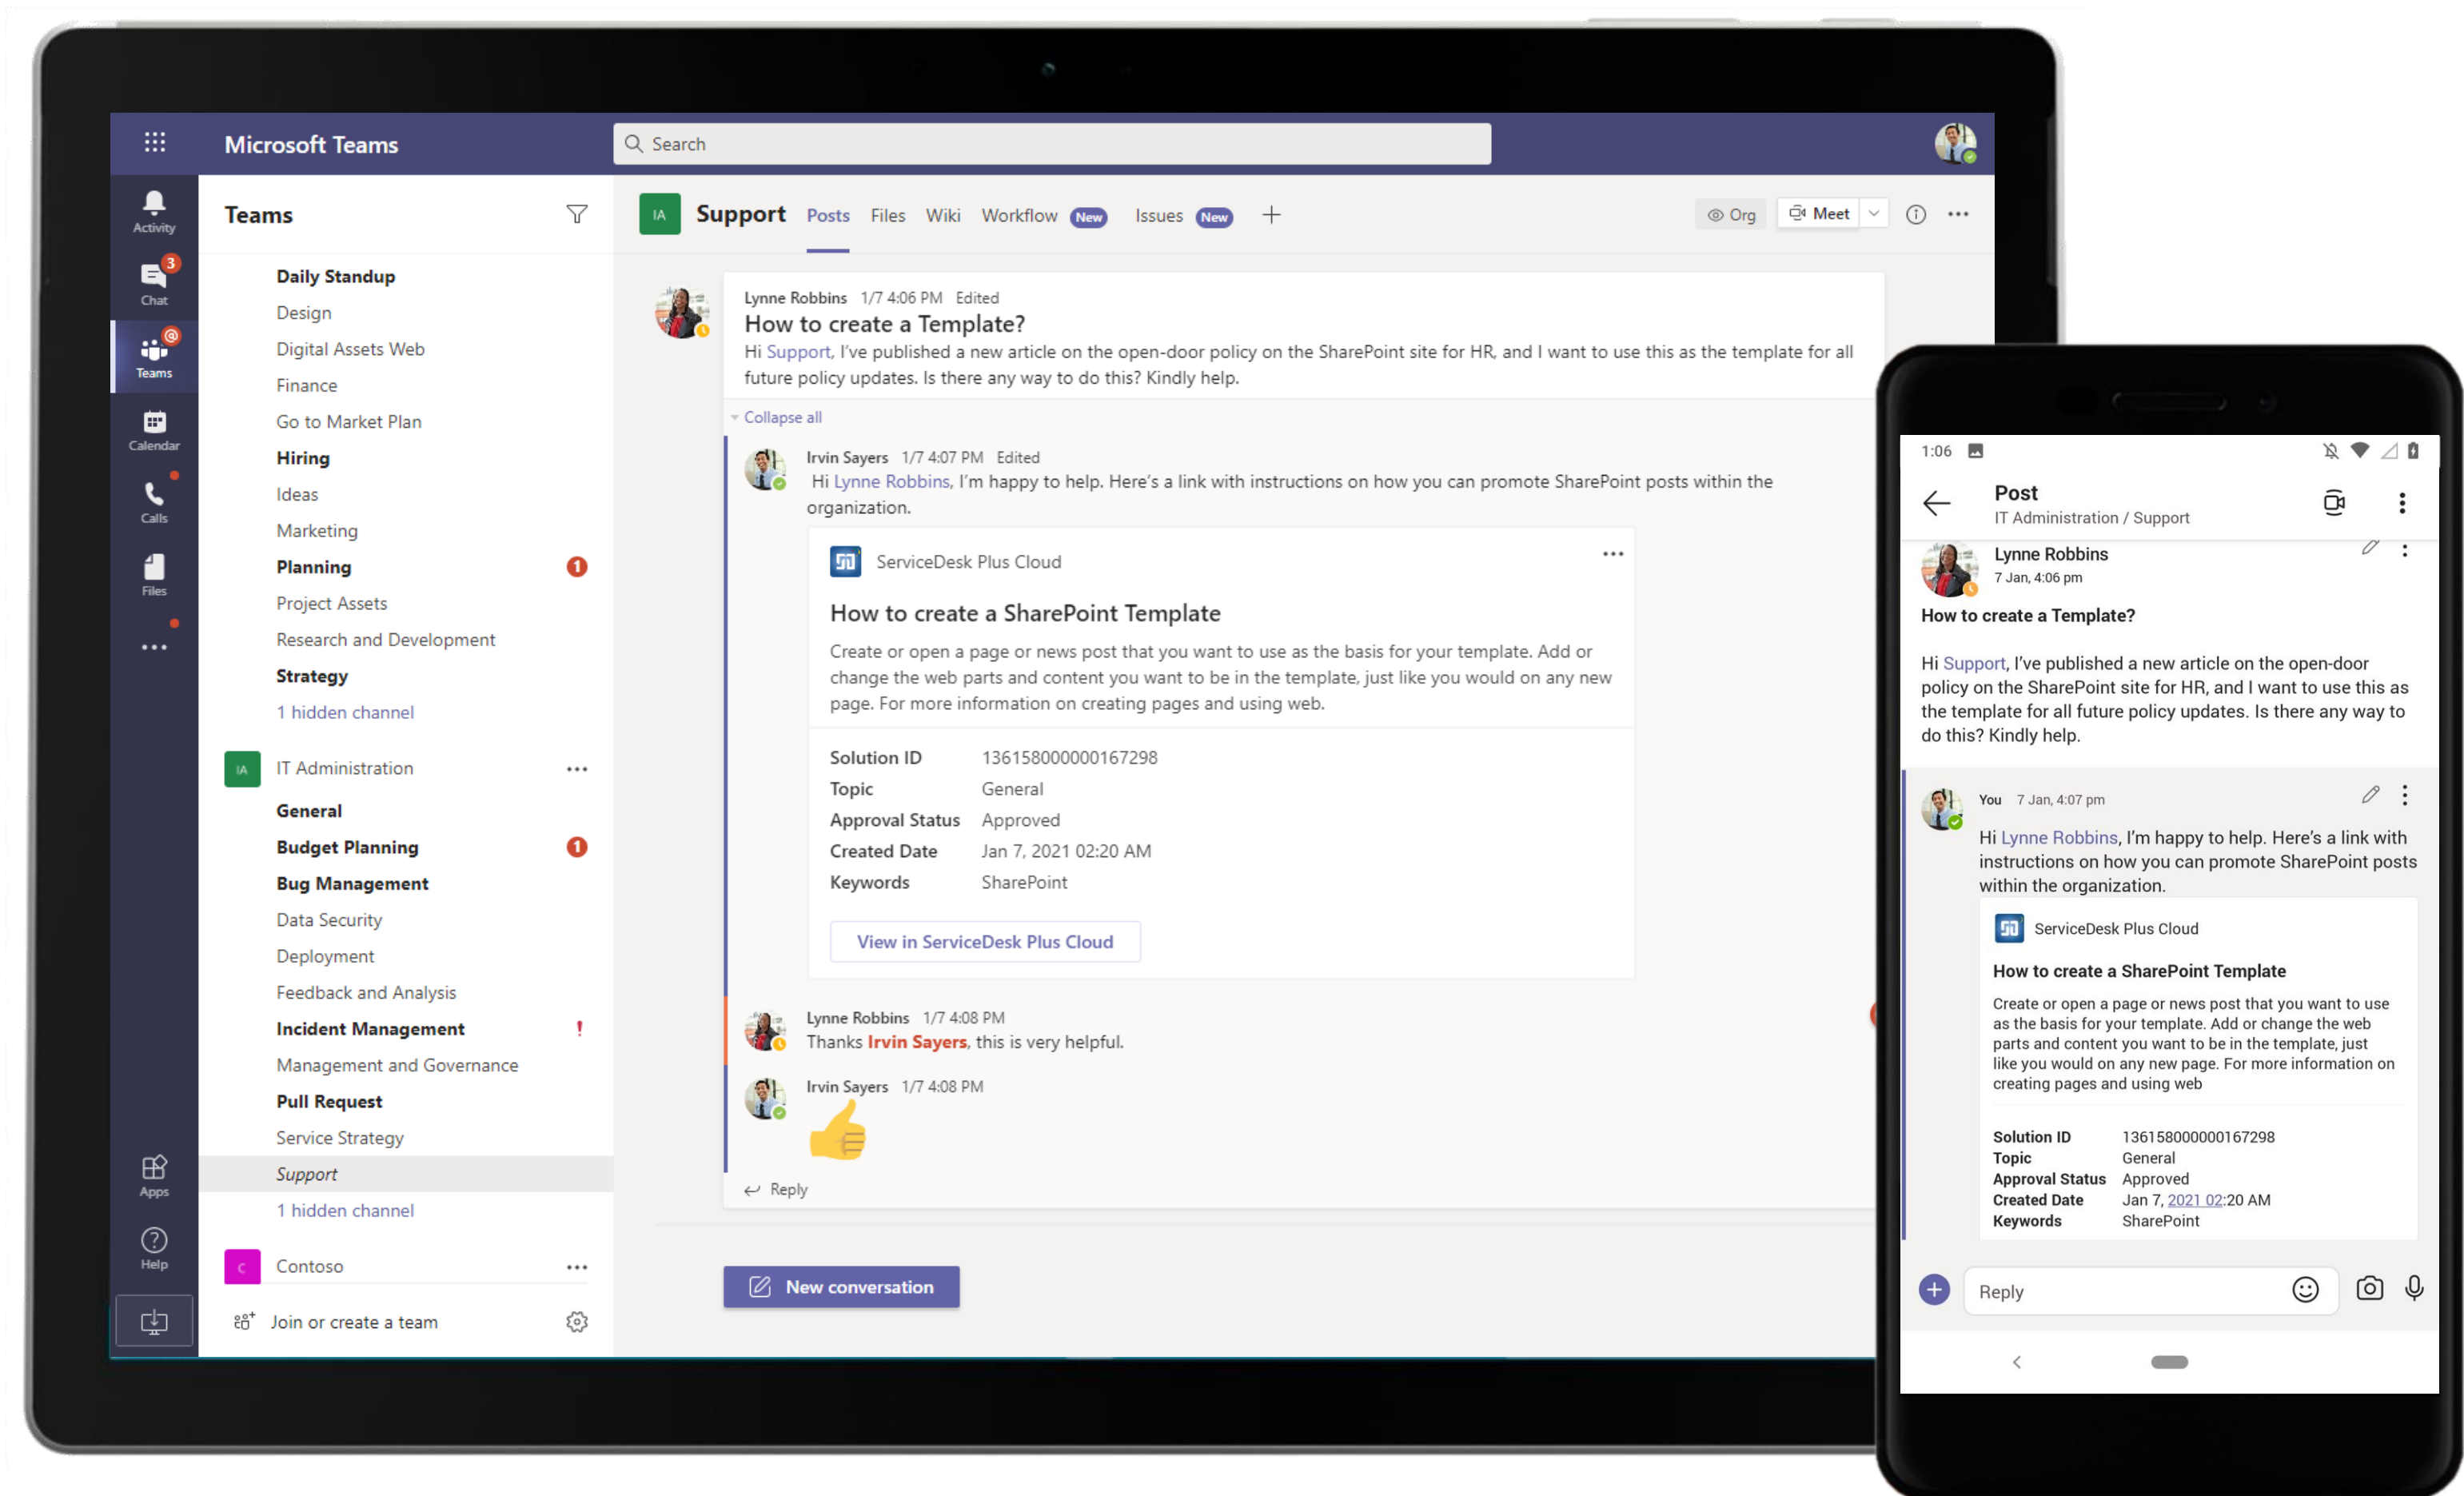 Microsoft Teams
Search
Activity
3
Chat
@
Teams
Calendar
Calls
Files
Apps
Help
Teams
Daily Standup
Design
Digital Assets Web
Finance
Go to Market Plan
Hiring
Ideas
Marketing
Planning 1
Project Assets
Research and Development
Strategy
1 hidden channel
IA IT Administration
General
Budget Planning 1
Bug Management
Data Security
Deployment
Feedback and Analysis
Incident Management !
Management and Governance
Pull Request
Service Strategy
Support
1 hidden channel
C Contoso
Join or create a team
IA Support Posts Files Wiki Workflow New Issues New + Org Meet
Lynne Robbins 1/7 4:06 PM Edited
How to create a Template?
Hi Support, I've published a new article on the open-door policy on the SharePoint site for HR, and I want to use this as the template for all
future policy updates. Is there any way to do this? Kindly help.
Collapse all
Irvin Sayers 1/7 4:07 PM Edited
Hi Lynne Robbins, I'm happy to help. Here's a link with instructions on how you can promote SharePoint posts within the
organization.
ServiceDesk Plus Cloud
How to create a SharePoint Template
Create or open a page or news post that you want to use as the basis for your template. Add or
change the web parts and content you want to be in the template, just like you would on any new
page. For more information on creating pages and using web.
Solution ID 136158000000167298
Topic General
Approval Status Approved
Created Date Jan 7, 2021 02:20 AM
Keywords SharePoint
View in ServiceDesk Plus Cloud
Lynne Robbins 1/7 4:08 PM
Thanks Irvin Sayers, this is very helpful.
Irvin Sayers 1/7 4:08 PM
Reply
New conversation
1:06
Post
IT Administration / Support
Lynne Robbins
7 Jan, 4:06 pm
How to create a Template?
Hi Support, I've published a new article on the open-door
policy on the SharePoint site for HR, and I want to use this as
the template for all future policy updates. Is there any way to
do this? Kindly help.
You 7 Jan, 4:07 pm
Hi Lynne Robbins, I'm happy to help. Here's a link with
instructions on how you can promote SharePoint posts
within the organization.
ServiceDesk Plus Cloud
How to create a SharePoint Template
Create or open a page or news post that you want to use
as the basis for your template. Add or change the web
parts and content you want to be in the template, just
like you would on any new page. For more information on
creating pages and using web
Solution ID 136158000000167298
Topic General
Approval Status Approved
Created Date Jan 7, 2021 02:20 AM
Keywords SharePoint
Reply